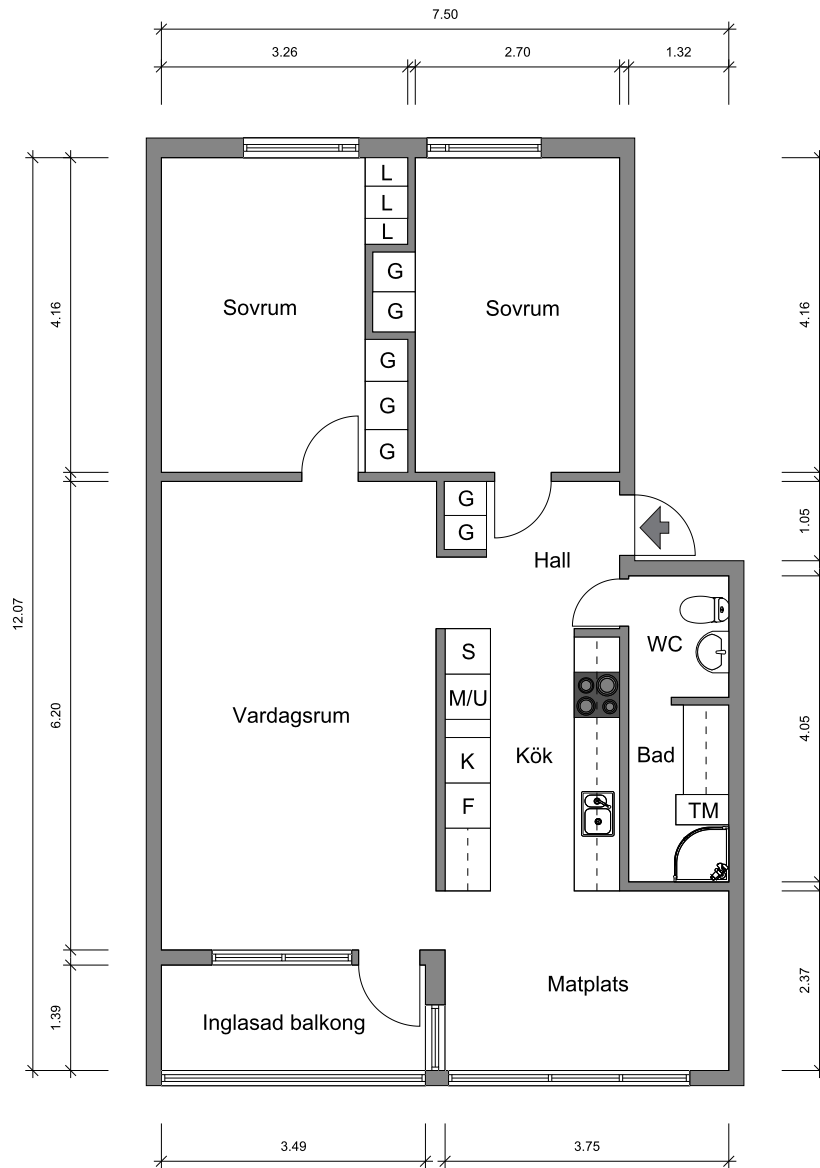 7.50
3.26
2.70
1.32
L
L
L
G
G
Sovrum
Sovrum
4.16
4.16
G
G
G
G
G
1.05
Hall
12.07
WC
S
M/U
Vardagsrum
6.20
4.05
Kök
Bad
K
F
TM
Matplats
2.37
Inglasad balkong
1.39
3.49
3.75